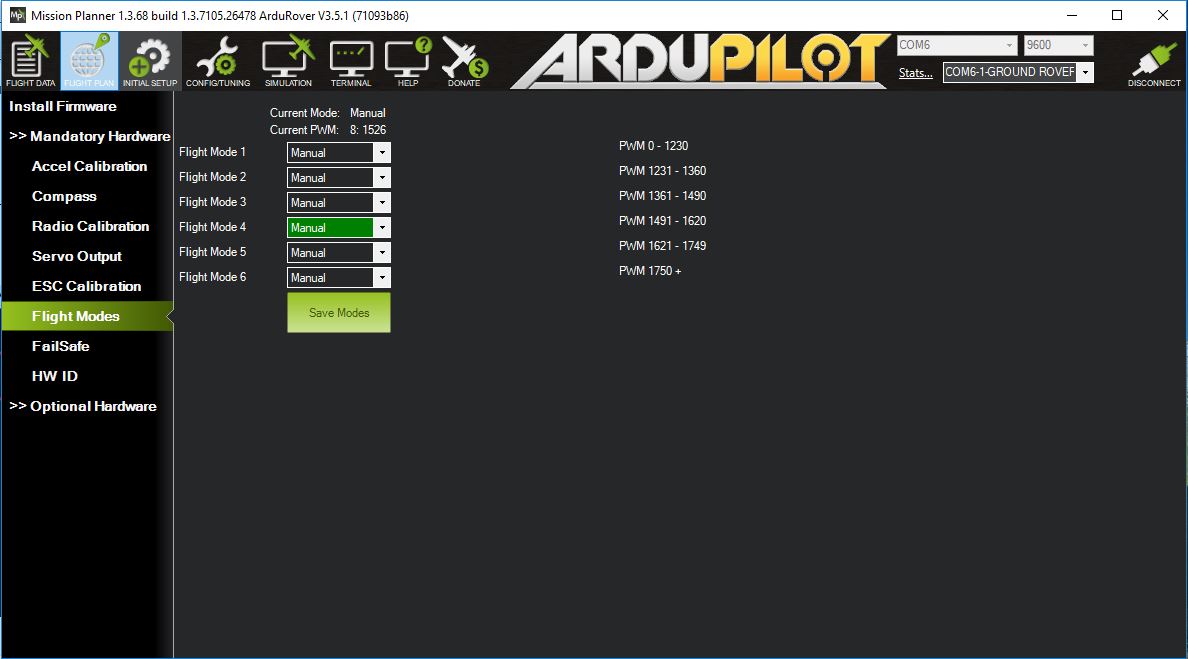 Mission Planner 1.3.68 build 1.3.7105.26478 ArduRover V3.5.1 (71093b86)
FLIGHT DATA FLIGHT PLAN INITIAL SETUP CONFIG/TUNING SIMULATION TERMINAL HELP DONATE
ARDUPILOT
COM6 9600
Stats... COM6-1-GROUND ROVER
DISCONNECT
Install Firmware
>> Mandatory Hardware
Accel Calibration
Compass
Radio Calibration
Servo Output
ESC Calibration
Flight Modes
FailSafe
HW ID
>> Optional Hardware
Current Mode: Manual
Current PWM: 8: 1526
Flight Mode 1 Manual PWM 0 - 1230
Flight Mode 2 Manual PWM 1231 - 1360
Flight Mode 3 Manual PWM 1361 - 1490
Flight Mode 4 Manual PWM 1491 - 1620
Flight Mode 5 Manual PWM 1621 - 1749
Flight Mode 6 Manual PWM 1750 +
Save Modes